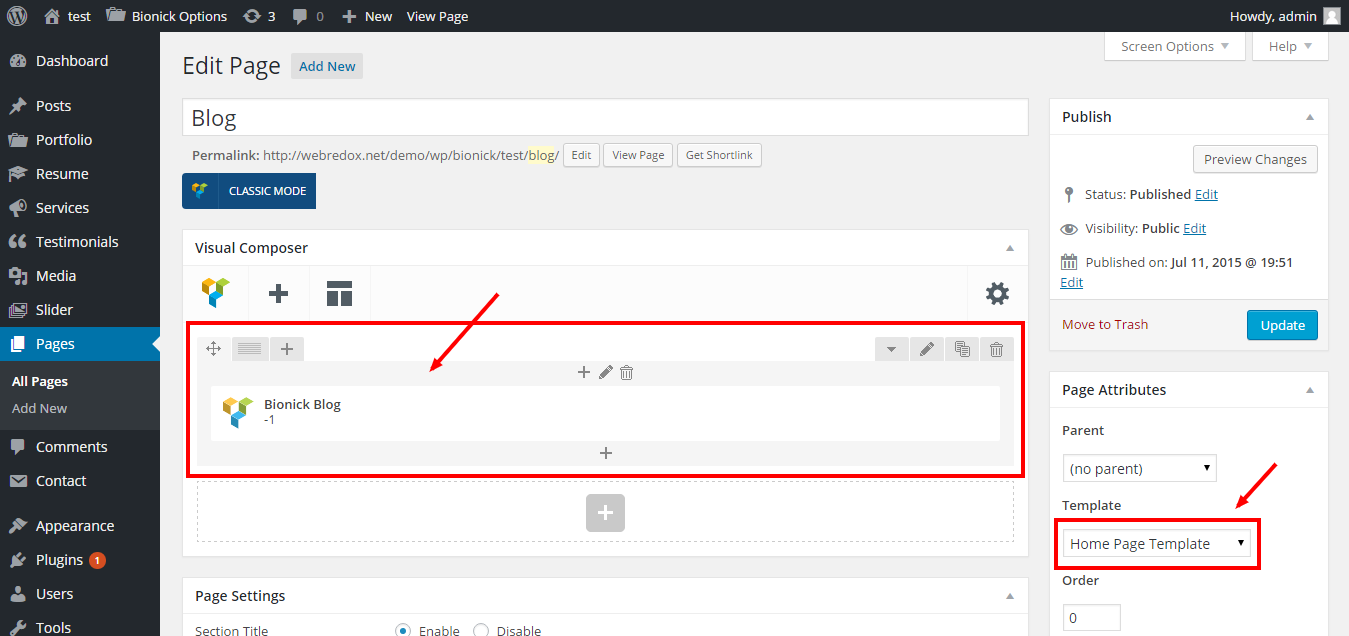 test Bionick Options 3 0 New View Page Howdy, admin
Screen Options Help
Dashboard
Posts
Portfolio
Resume
Services
Testimonials
Media
Slider
Pages
All Pages
Add New
Comments
Contact
Appearance
Plugins 1
Users
Tools
Edit Page Add New
Blog
Permalink: http://webredox.net/demo/wp/bionick/test/blog/ Edit View Page Get Shortlink
CLASSIC MODE
Visual Composer
Bionick Blog
-1
Page Settings
Section Title Enable Disable
Publish
Preview Changes
Status: Published Edit
Visibility: Public Edit
Published on: Jul 11, 2015 @ 19:51
Edit
Move to Trash Update
Page Attributes
Parent
(no parent)
Template
Home Page Template
Order
0